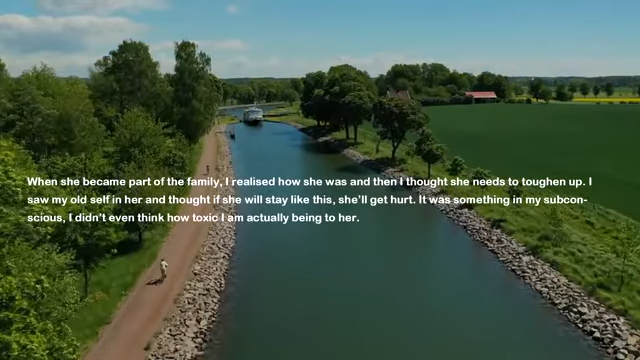 When she became part of the family, I realised how she was and then I thought she needs to toughen up. I
saw my old self in her and thought if she will stay like this, she'll get hurt. It was something in my subcon-
scious, I didn't even think how toxic I am actually being to her.